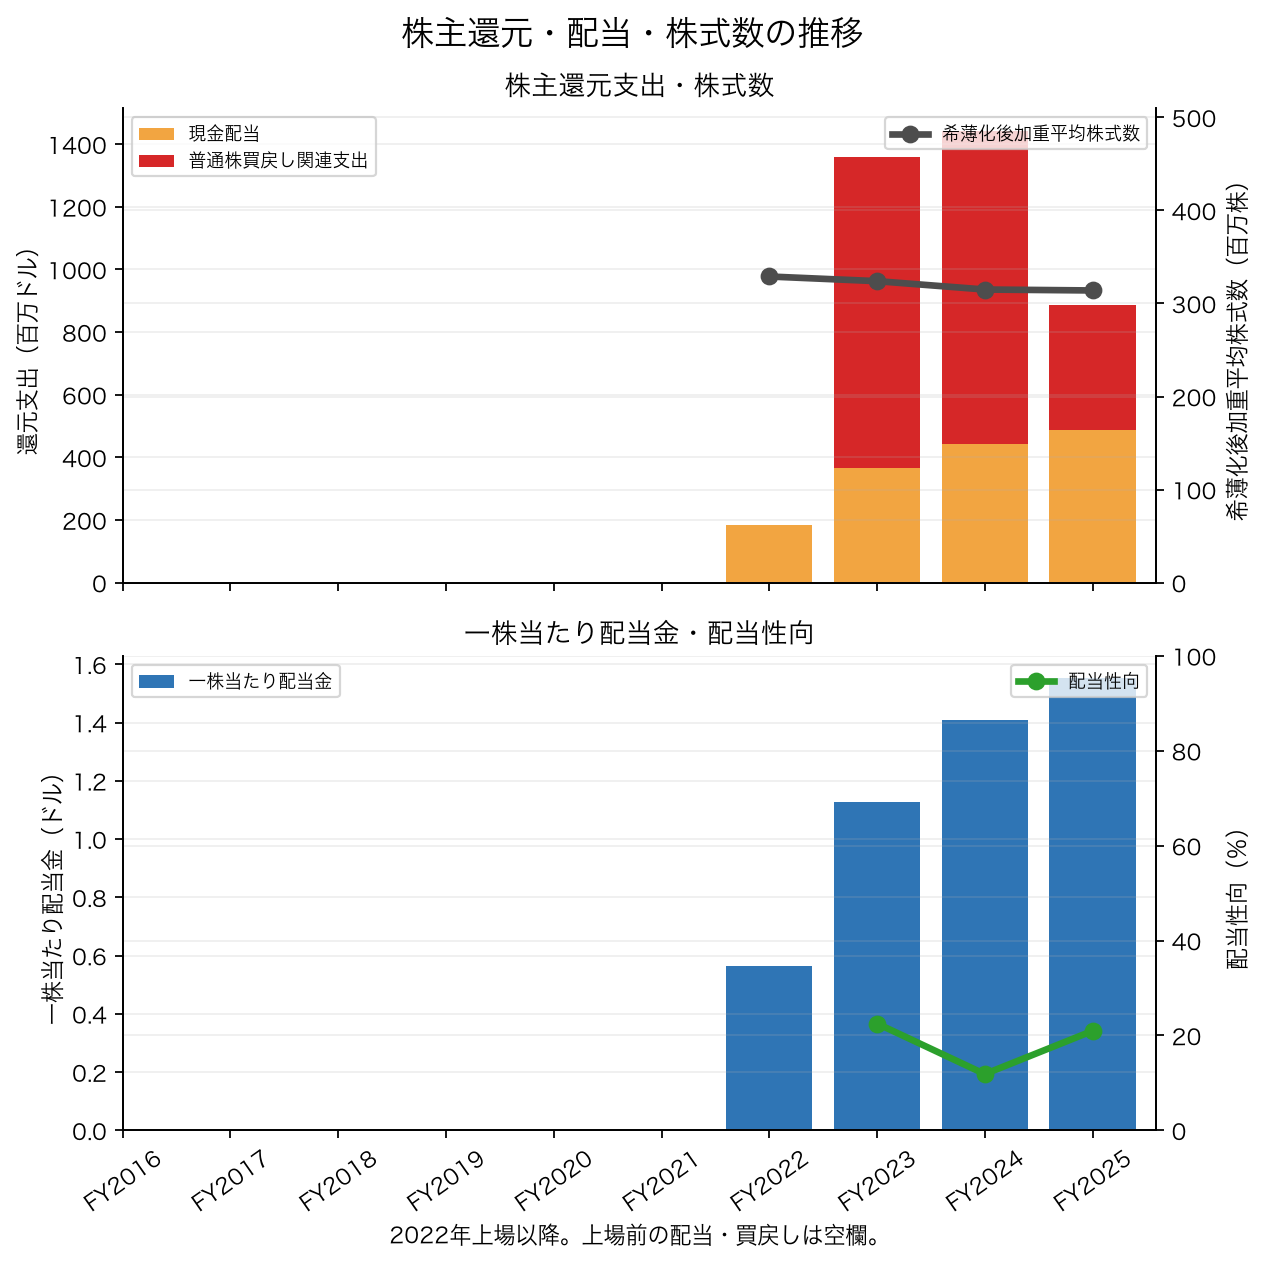 株主還元・配当・株式数の推移
株主還元支出・株式数
現金配当
普通株買戻し関連支出
希薄化後加重平均株式数
還元支出（百万ドル）
1400
1200
1000
800
600
400
200
0
500
400
300
200
100
0
希薄化後加重平均株式数（百万株）
一株当たり配当金・配当性向
一株当たり配当金
配当性向
一株当たり配当金（ドル）
1.6
1.4
1.2
1.0
0.8
0.6
0.4
0.2
0.0
100
80
60
40
20
0
配当性向（%）
FY2016
FY2017
FY2018
FY2019
FY2020
FY2021
FY2022
FY2023
FY2024
FY2025
2022年上場以降。上場前の配当・買戻しは空欄。